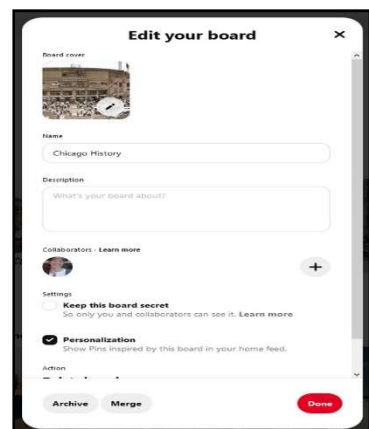 Edit your board
Board cover
Name
Chicago History
Description
What's your board about?
Collaborators - Learn more
Settings
Keep this board secret
So only you and collaborators can see it. Learn more
Personalization
Show Pins inspired by this board in your home feed.
Action
Archive Merge Done